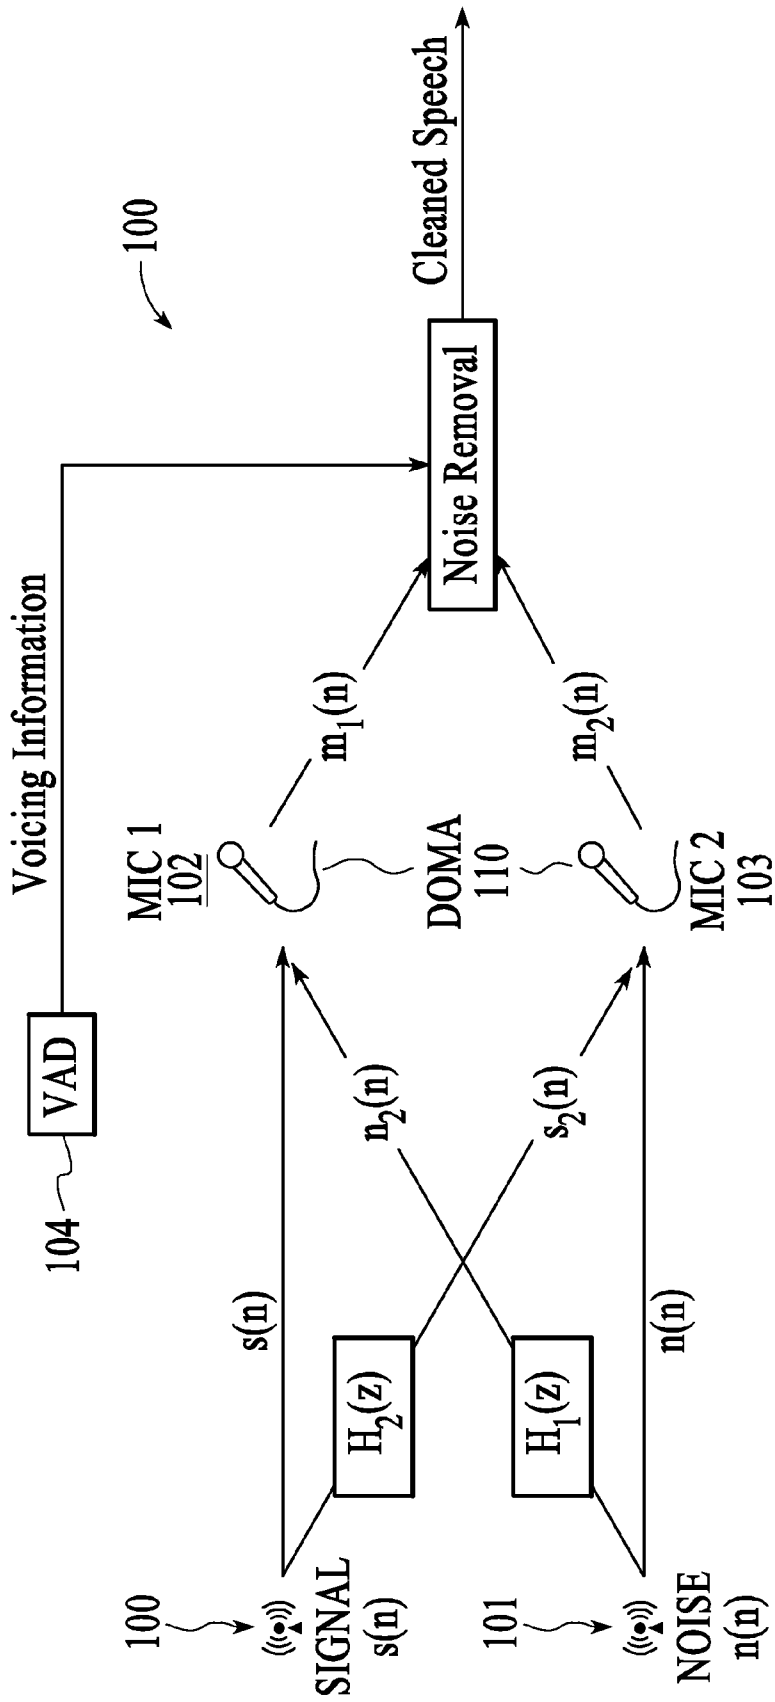 104
VAD
Voicing Information
100
100
SIGNAL
s(n)
s(n)
H2(z)
n2(n)
MIC 1
102
m1(n)
DOMA
110
Noise Removal
Cleaned Speech
101
NOISE
n(n)
H1(z)
n(n)
s2(n)
MIC 2
103
m2(n)